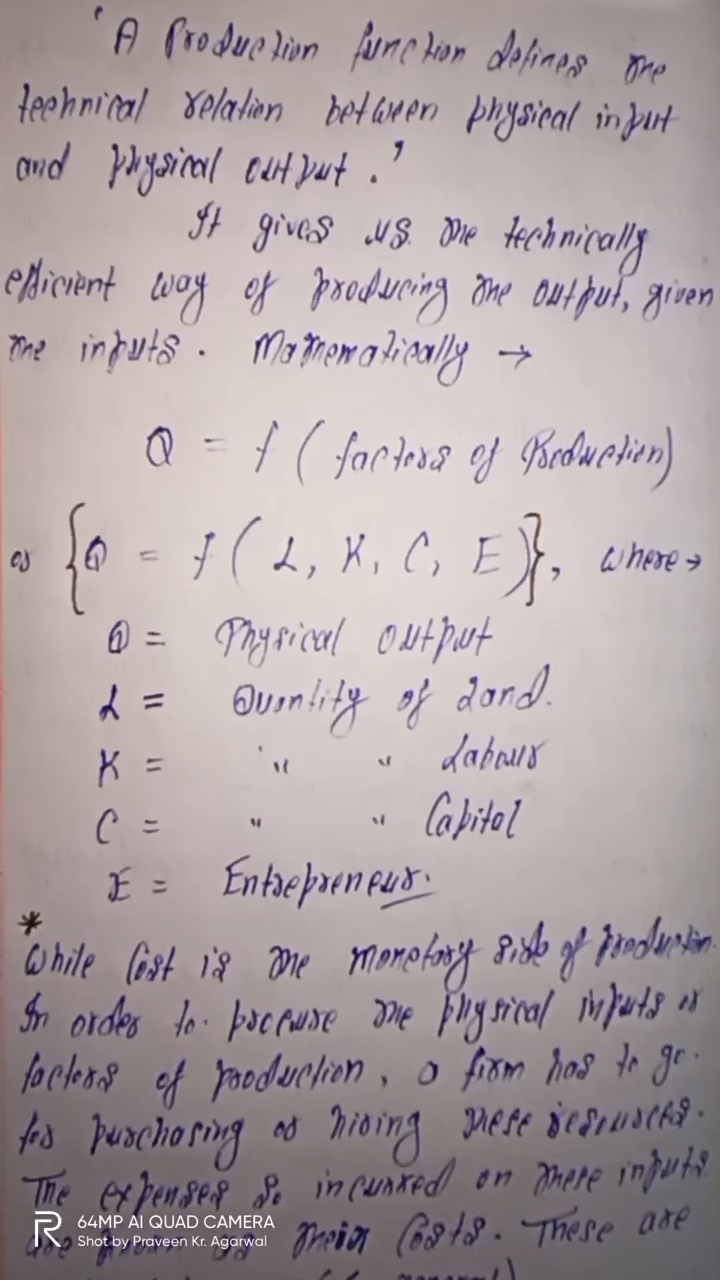 'A Production function defines the
technical relation between physical input
and physical output.'
It gives us the technically
efficient way of producing the output, given
the inputs. Mathematically →
Q = f ( factors of Production)
or {Q = f ( L, K, C, E )}, where →
Q = Physical output
L = Quantity of Land.
K = " " Labour
C = " " Capital
E = Entrepreneur.
*
While Cost is the monetary side of production.
In order to procure the physical inputs or
factors of production, a firm has to go
for purchasing or hiring these resources.
The expenses so incurred on these inputs
are known as their Costs. These are
64MP AI QUAD CAMERA
Shot by Praveen Kr. Agarwal